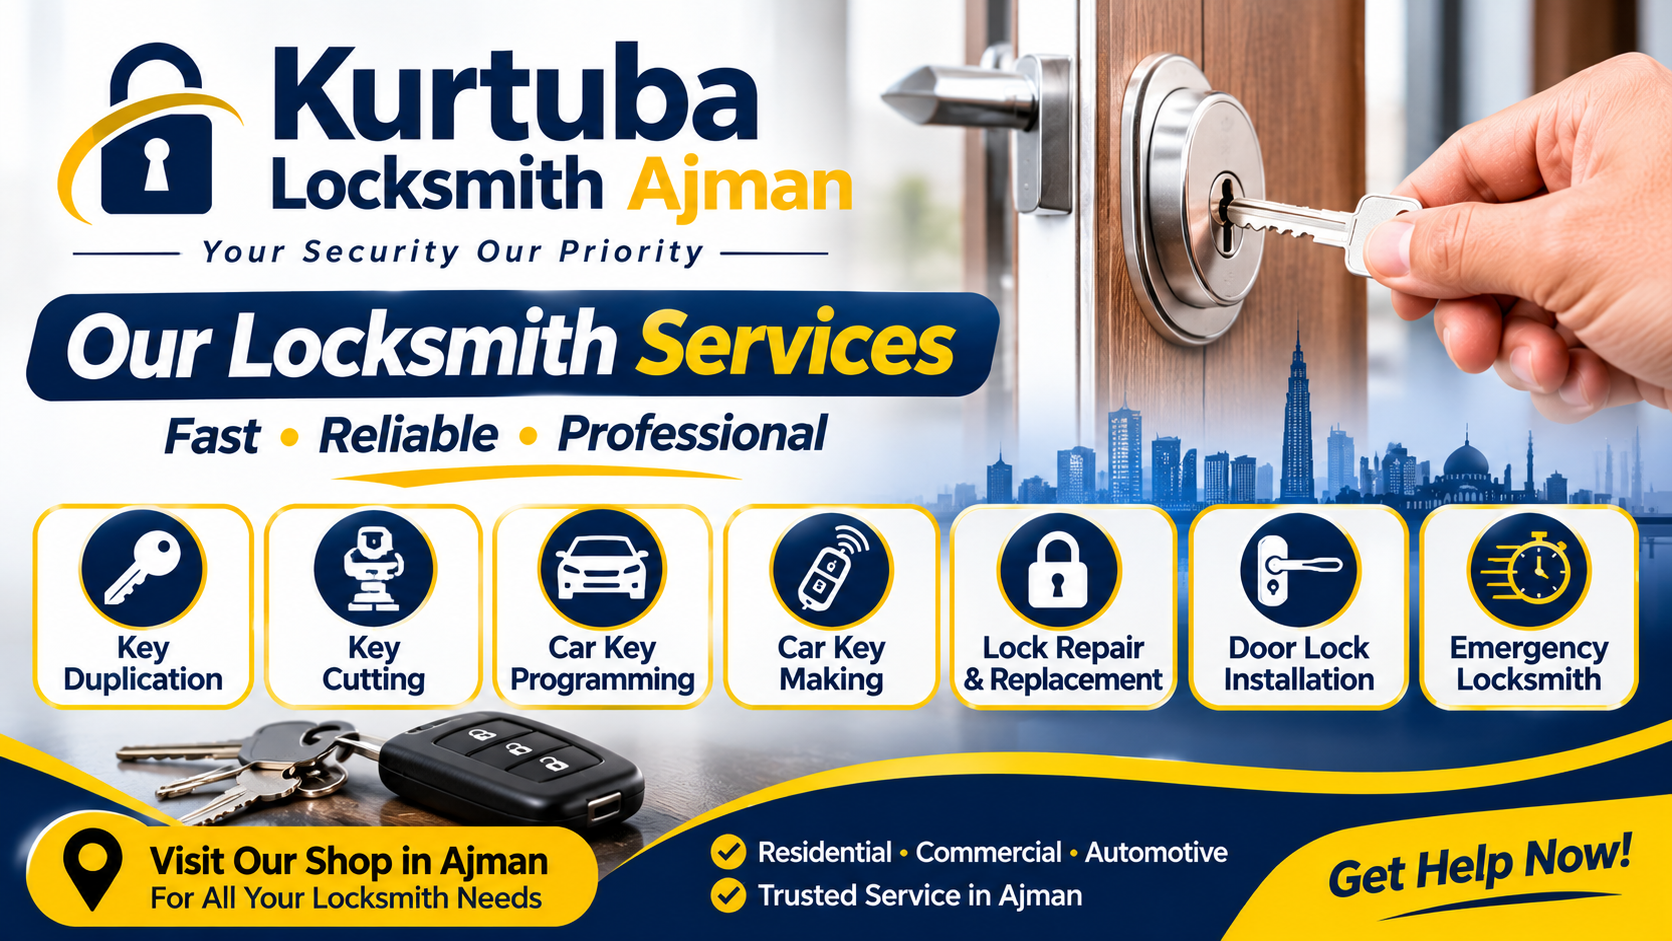 Kurtuba
Locksmith Ajman
Your Security Our Priority
Our Locksmith Services
Fast • Reliable • Professional
Key
Duplication
Key
Cutting
Car Key
Programming
Car Key
Making
Lock Repair
& Replacement
Door Lock
Installation
Emergency
Locksmith
Visit Our Shop in Ajman
For All Your Locksmith Needs
Residential • Commercial • Automotive
Trusted Service in Ajman
Get Help Now!